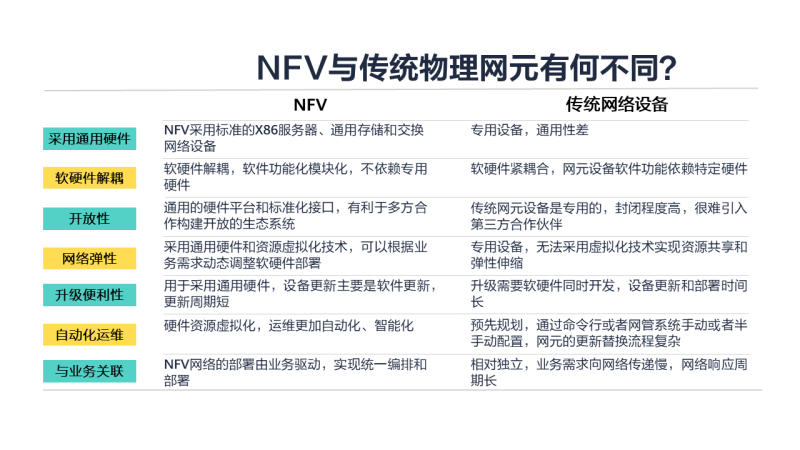 NFV与传统物理网元有何不同？
NFV
传统网络设备
采用通用硬件
NFV采用标准的X86服务器、通用存储和交换
网络设备
专用设备，通用性差
软硬件解耦
软硬件解耦，软件功能化模块化，不依赖专用
硬件
软硬件紧耦合，网元设备软件功能依赖特定硬件
开放性
通用的硬件平台和标准化接口，有利于多方合
作构建开放的生态系统
传统网元设备是专用的，封闭程度高，很难引入
第三方合作伙伴
网络弹性
采用通用硬件和资源虚拟化技术，可以根据业
务需求动态调整软硬件部署
专用设备，无法采用虚拟化技术实现资源共享和
弹性伸缩
升级便利性
用于采用通用硬件，设备更新主要是软件更新，
更新周期短
升级需要软硬件同时开发，设备更新和部署时间
长
自动化运维
硬件资源虚拟化，运维更加自动化、智能化
预先规划，通过命令行或者网管系统手动或者半
手动配置，网元的更新替换流程复杂
与业务关联
NFV网络的部署由业务驱动，实现统一编排和
部署
相对独立，业务需求向网络传递慢，网络响应周
期长